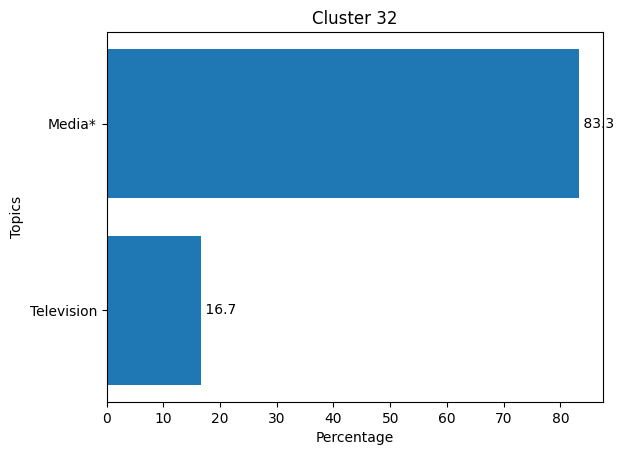 Cluster 32
Topics
Media*
83.3
Television
16.7
0 10 20 30 40 50 60 70 80
Percentage